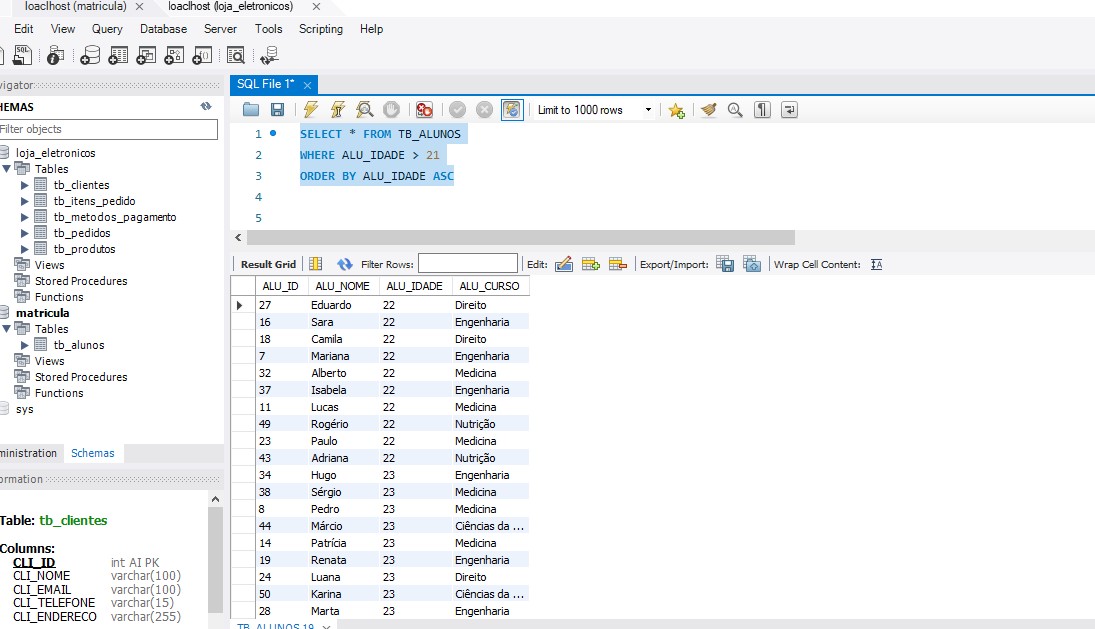 loaclhost (matricula) ×
loaclhost (loja_eletronicos) ×
Edit View Query Database Server Tools Scripting Help
vigator
HEMAS
Filter objects
loja_eletronicos
Tables
tb_clientes
tb_itens_pedido
tb_metodos_pagamento
tb_pedidos
tb_produtos
Views
Stored Procedures
Functions
matricula
Tables
tb_alunos
Views
Stored Procedures
Functions
sys
ministration Schemas
ormation
Table: tb_clientes
Columns:
CLI_ID int AI PK
CLI_NOME varchar(100)
CLI_EMAIL varchar(100)
CLI_TELEFONE varchar(15)
CLI_ENDERECO varchar(255)
SQL File 1* ×
Limit to 1000 rows
1 SELECT * FROM TB_ALUNOS
2 WHERE ALU_IDADE > 21
3 ORDER BY ALU_IDADE ASC
4
5
Result Grid Filter Rows: Edit: Export/Import: Wrap Cell Content:
ALU_ID ALU_NOME ALU_IDADE ALU_CURSO
27 Eduardo 22 Direito
16 Sara 22 Engenharia
18 Camila 22 Direito
7 Mariana 22 Engenharia
32 Alberto 22 Medicina
37 Isabela 22 Engenharia
11 Lucas 22 Medicina
49 Rogério 22 Nutrição
23 Paulo 22 Medicina
43 Adriana 22 Nutrição
34 Hugo 23 Engenharia
38 Sérgio 23 Medicina
8 Pedro 23 Medicina
44 Márcio 23 Ciências da ...
14 Patrícia 23 Medicina
19 Renata 23 Engenharia
24 Luana 23 Direito
50 Karina 23 Ciências da ...
28 Marta 23 Engenharia
TB_ALUNOS 19